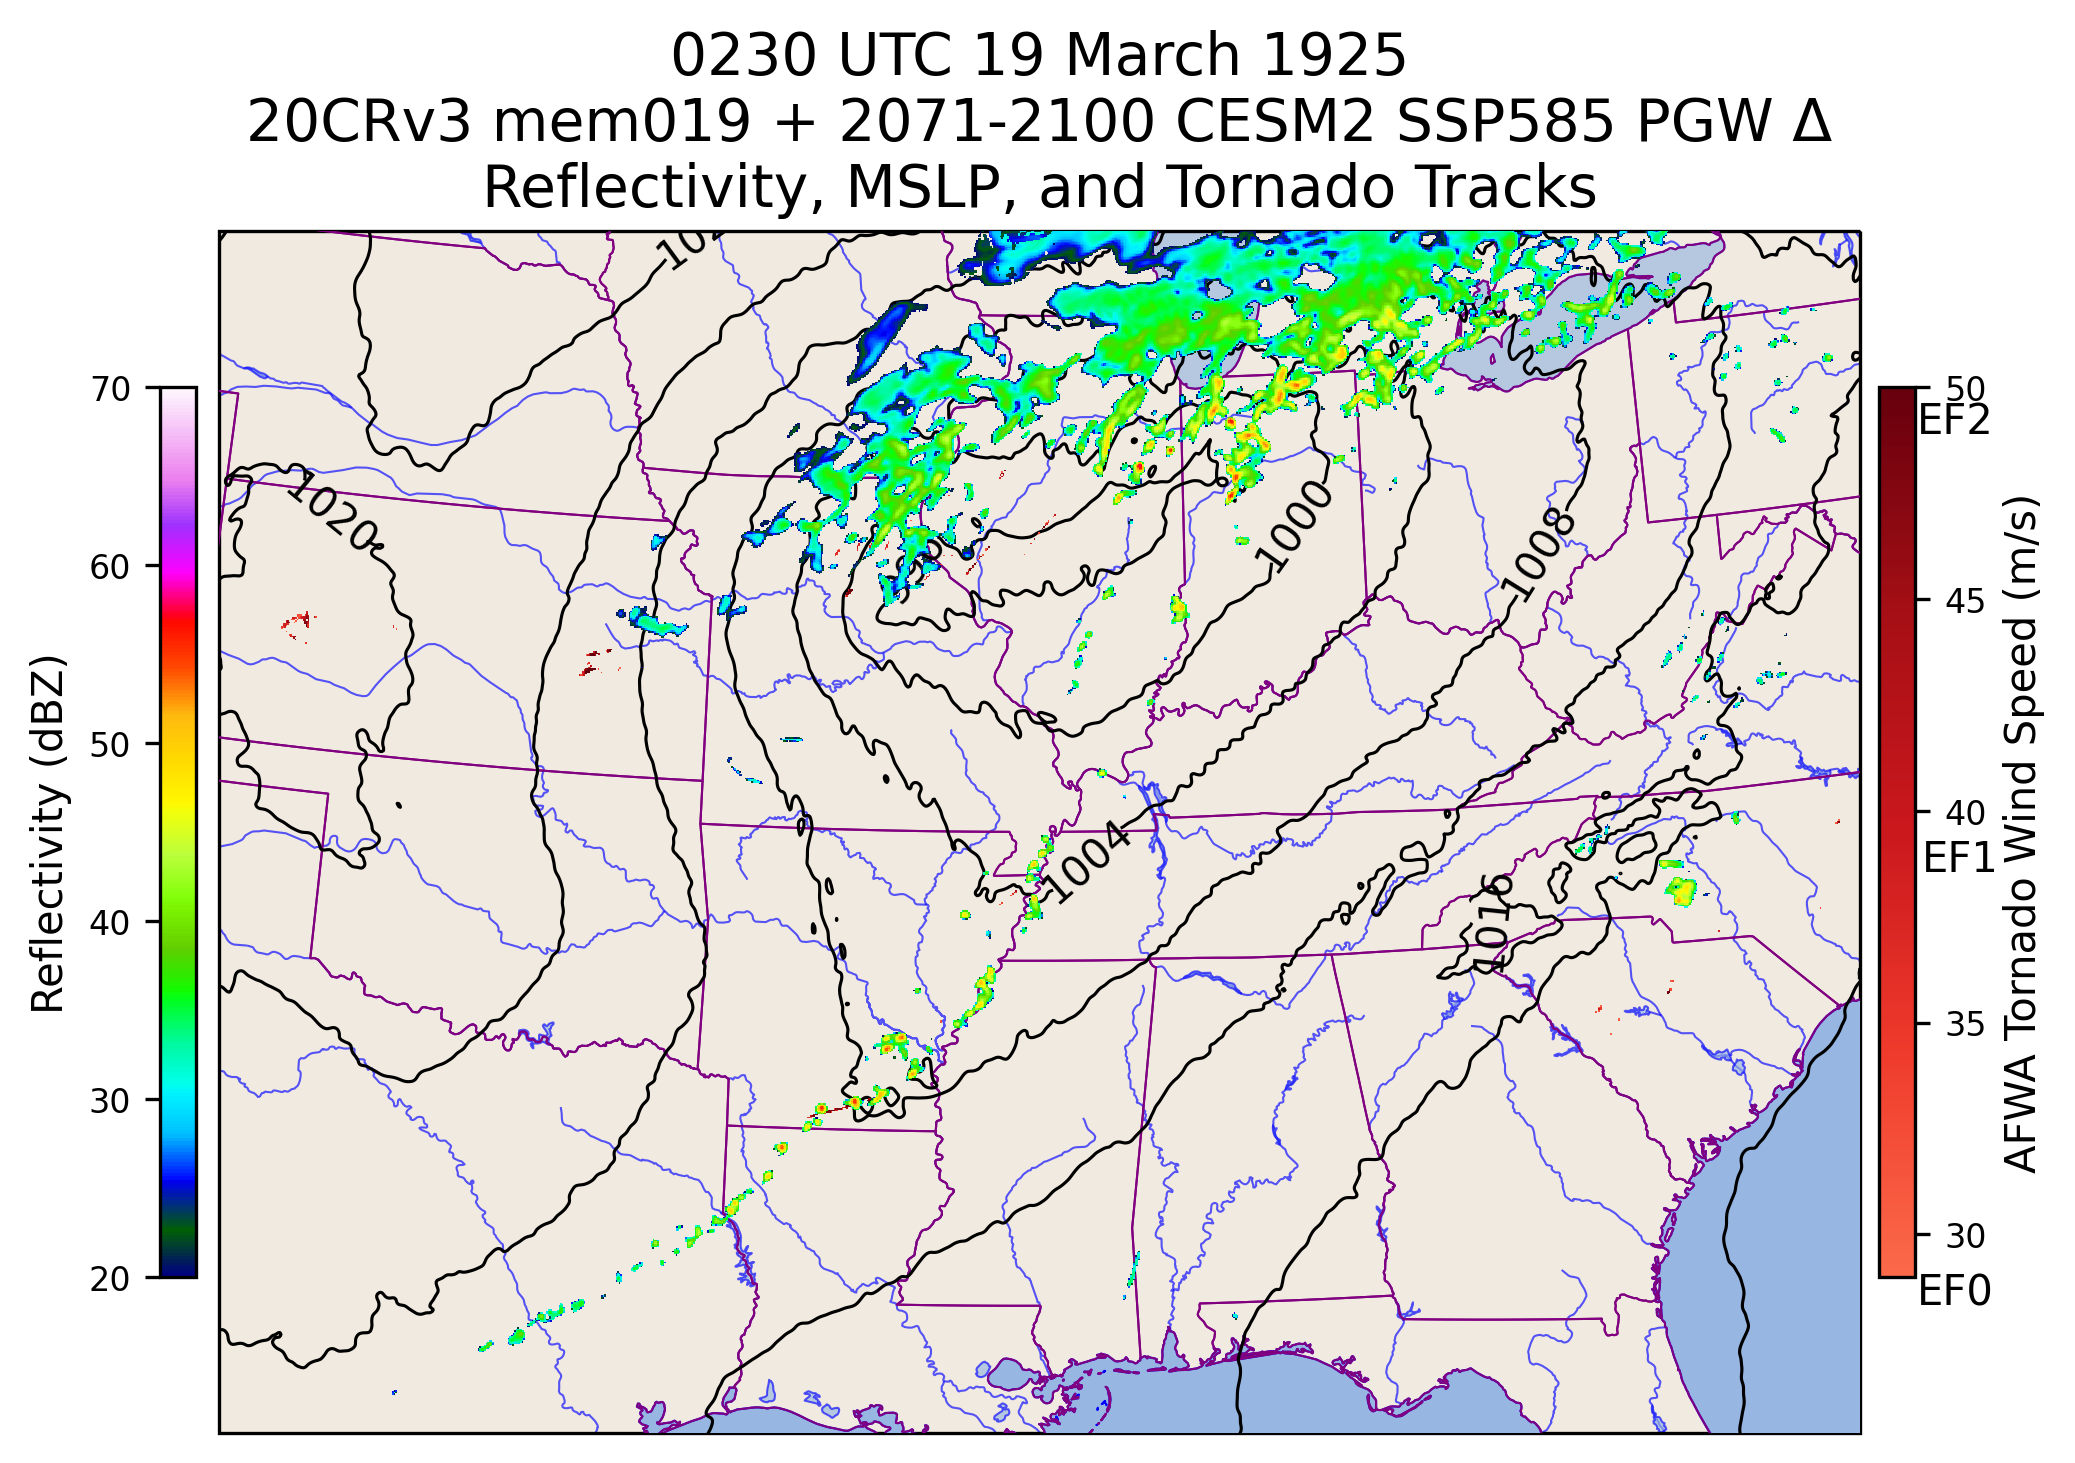 0230 UTC 19 March 1925
20CRv3 mem019 + 2071-2100 CESM2 SSP585 PGW Δ
Reflectivity, MSLP, and Tornado Tracks
Reflectivity (dBZ)
70
60
50
40
30
20
1020
1000
1008
1004
1016
50
EF2
45
40
EF1
35
30
EF0
AFWA Tornado Wind Speed (m/s)